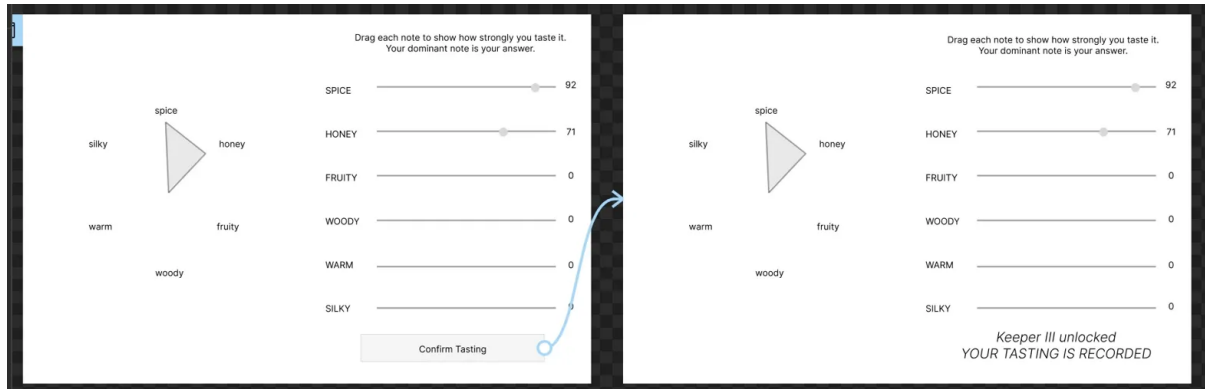 Drag each note to show how strongly you taste it.
Your dominant note is your answer.
SPICE 92
HONEY 71
FRUITY 0
WOODY 0
WARM 0
SILKY 0
spice
silky
honey
warm
fruity
woody
Confirm Tasting
Drag each note to show how strongly you taste it.
Your dominant note is your answer.
SPICE 92
HONEY 71
FRUITY 0
WOODY 0
WARM 0
SILKY 0
spice
silky
honey
warm
fruity
woody
Keeper III unlocked
YOUR TASTING IS RECORDED